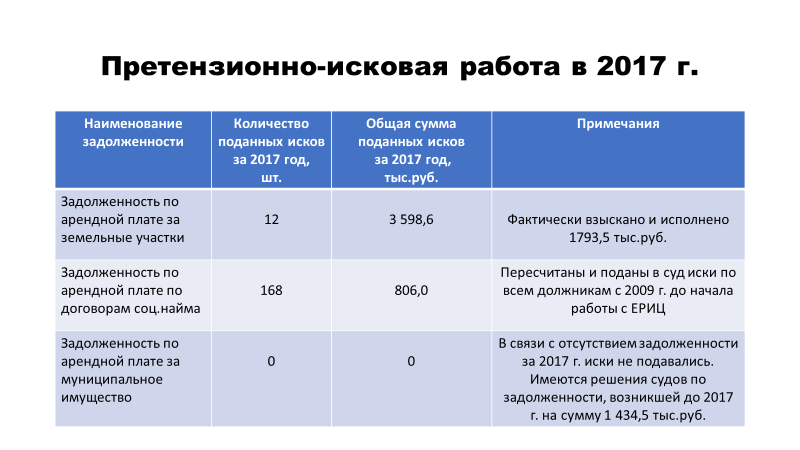 Претензионно-исковая работа в 2017 г.
Наименование
задолженности
Количество
поданных исков
за 2017 год,
шт.
Общая сумма
поданных исков
за 2017 год,
тыс.руб.
Примечания
Задолженность по
арендной плате за
земельные участки
12
3 598,6
Фактически взыскано и исполнено
1793,5 тыс.руб.
Задолженность по
арендной плате по
договорам соц.найма
168
806,0
Пересчитаны и поданы в суд иски по
всем должникам с 2009 г. до начала
работы с ЕРИЦ
Задолженность по
арендной плате за
муниципальное
имущество
0
0
В связи с отсутствием задолженности
за 2017 г. иски не подавались.
Имеются решения судов по
задолженности, возникшей до 2017
г. на сумму 1 434,5 тыс.руб.